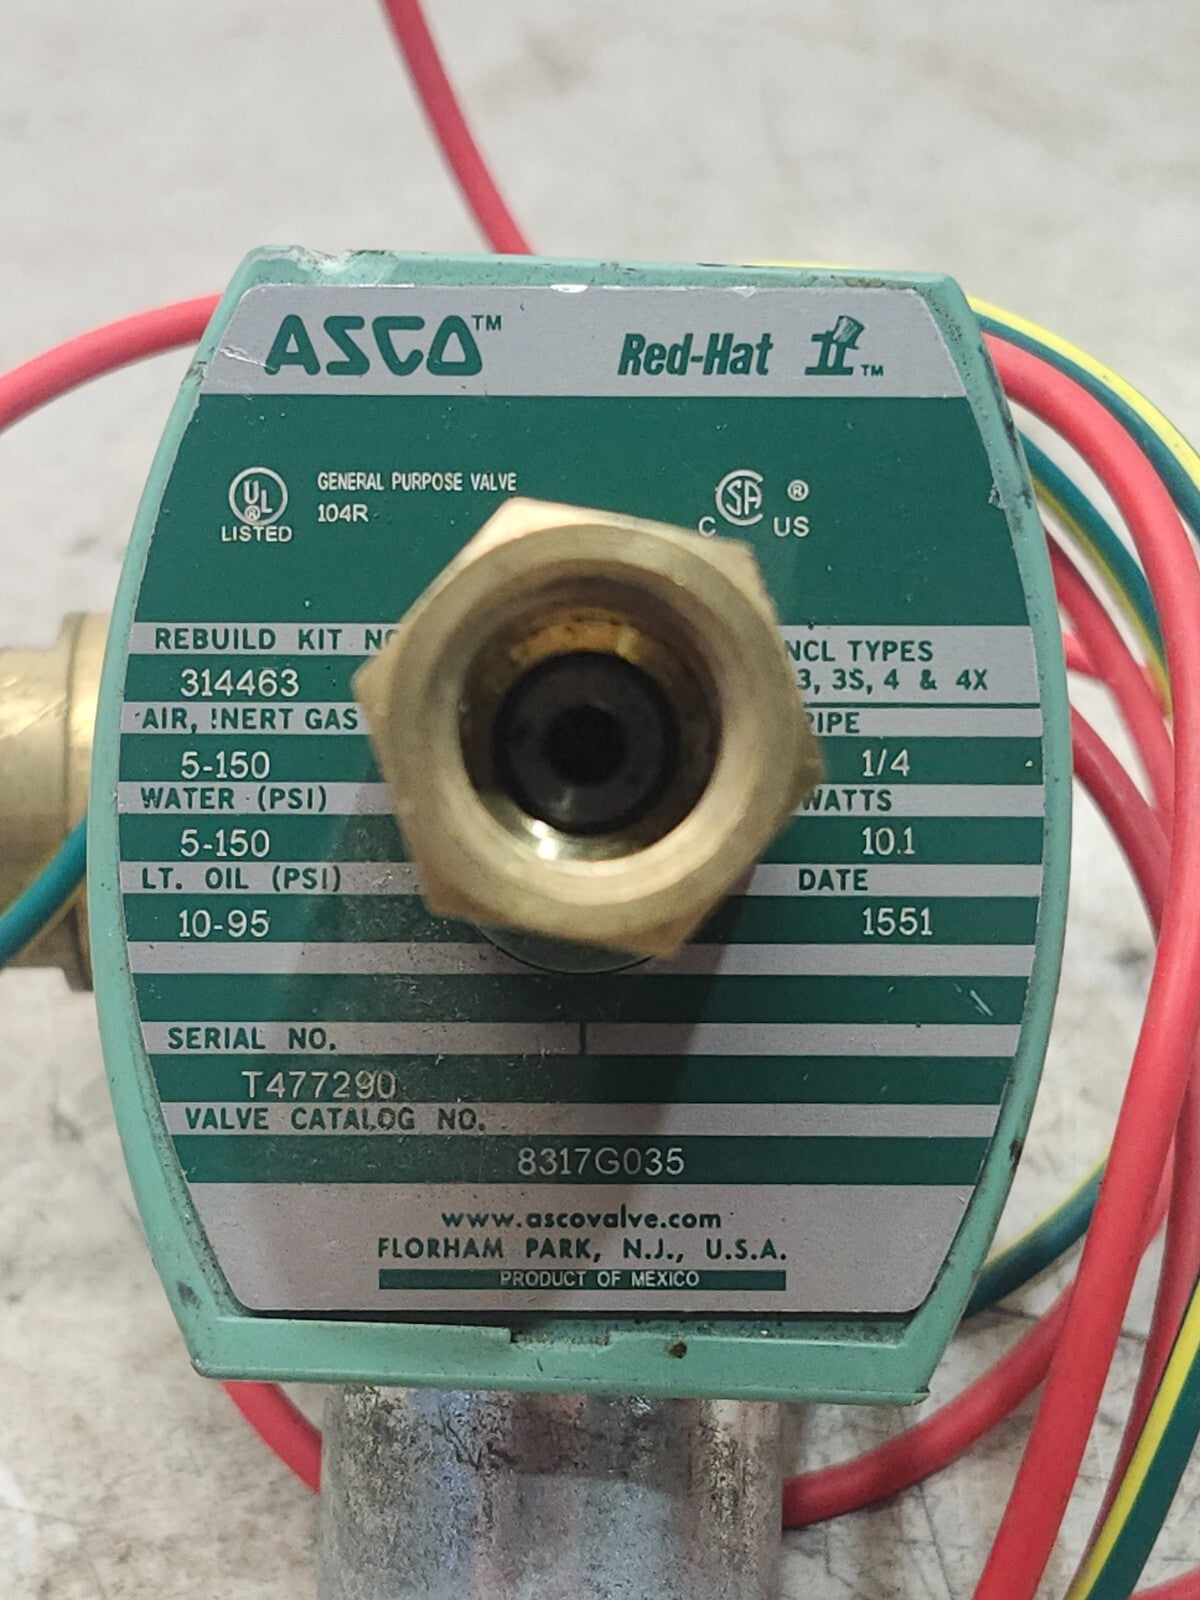 ASCO™ Red-Hat II™
UL® LISTED GENERAL PURPOSE VALVE 104R
C SA® US
REBUILD KIT
314463
NCL TYPES
3, 3S, 4 & 4X
AIR, INERT GAS
5-150
PIPE
1/4
WATER (PSI)
5-150
WATTS
10.1
LT. OIL (PSI)
10-95
DATE
1551
SERIAL NO.
T477290
VALVE CATALOG NO.
8317G035
www.ascovalve.com
FLORHAM PARK, N.J., U.S.A.
PRODUCT OF MEXICO